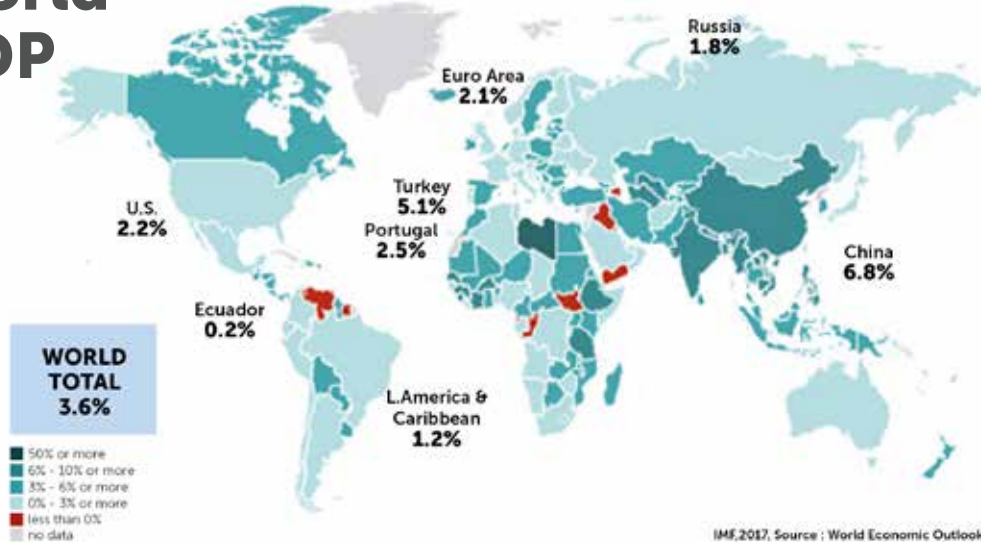 Russia
1.8%
Euro Area
2.1%
Turkey
5.1%
Portugal
2.5%
U.S.
2.2%
China
6.8%
Ecuador
0.2%
L.America &
Caribbean
1.2%
WORLD
TOTAL
3.6%
50% or more
6% - 10% or more
3% - 6% or more
0% - 3% or more
less than 0%
no data
IMF,2017, Source : World Economic Outlook